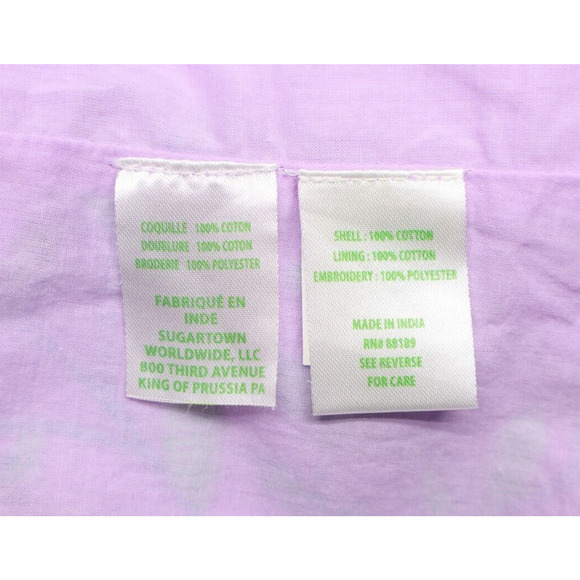 COQUILLE 100% COTON
DOUBLURE 100% COTON
BRODERIE 100% POLYESTER
FABRIQUÉ EN
INDE
SUGARTOWN
WORLDWIDE, LLC
800 THIRD AVENUE
KING OF PRUSSIA PA
SHELL : 100% COTTON
LINING : 100% COTTON
EMBROIDERY : 100% POLYESTER
MADE IN INDIA
RN# 88189
SEE REVERSE
FOR CARE